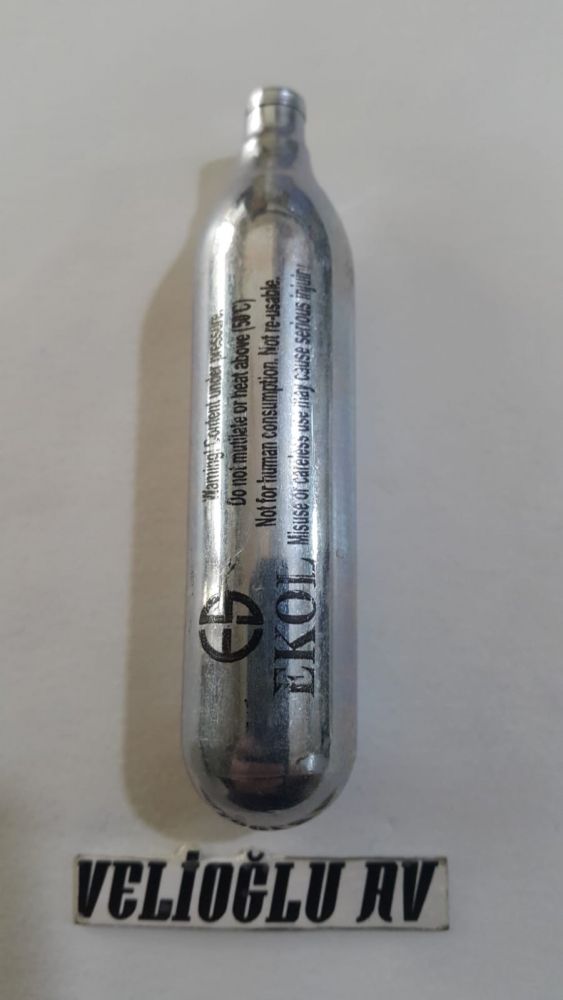 Warning! Content under pressure.
Do not mutilate or heat above (50°C)
Not for human consumption. Not re-usable.
Misuse or careless use may cause serious injuiry
EKOL
VELİOĞLU AV